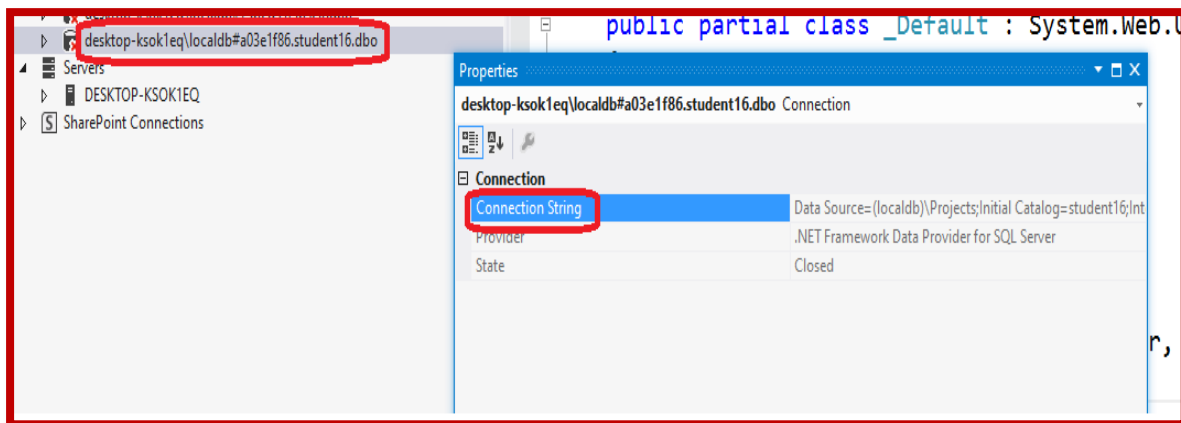 desktop-ksok1eq\localdb#a03e1f86.student16.dbo
Servers
DESKTOP-KSOK1EQ
SharePoint Connections
public partial class _Default : System.Web.U
Properties
desktop-ksok1eq\localdb#a03e1f86.student16.dbo Connection
Connection
Connection String Data Source=(localdb)\Projects;Initial Catalog=student16;Int
Provider .NET Framework Data Provider for SQL Server
State Closed
r,